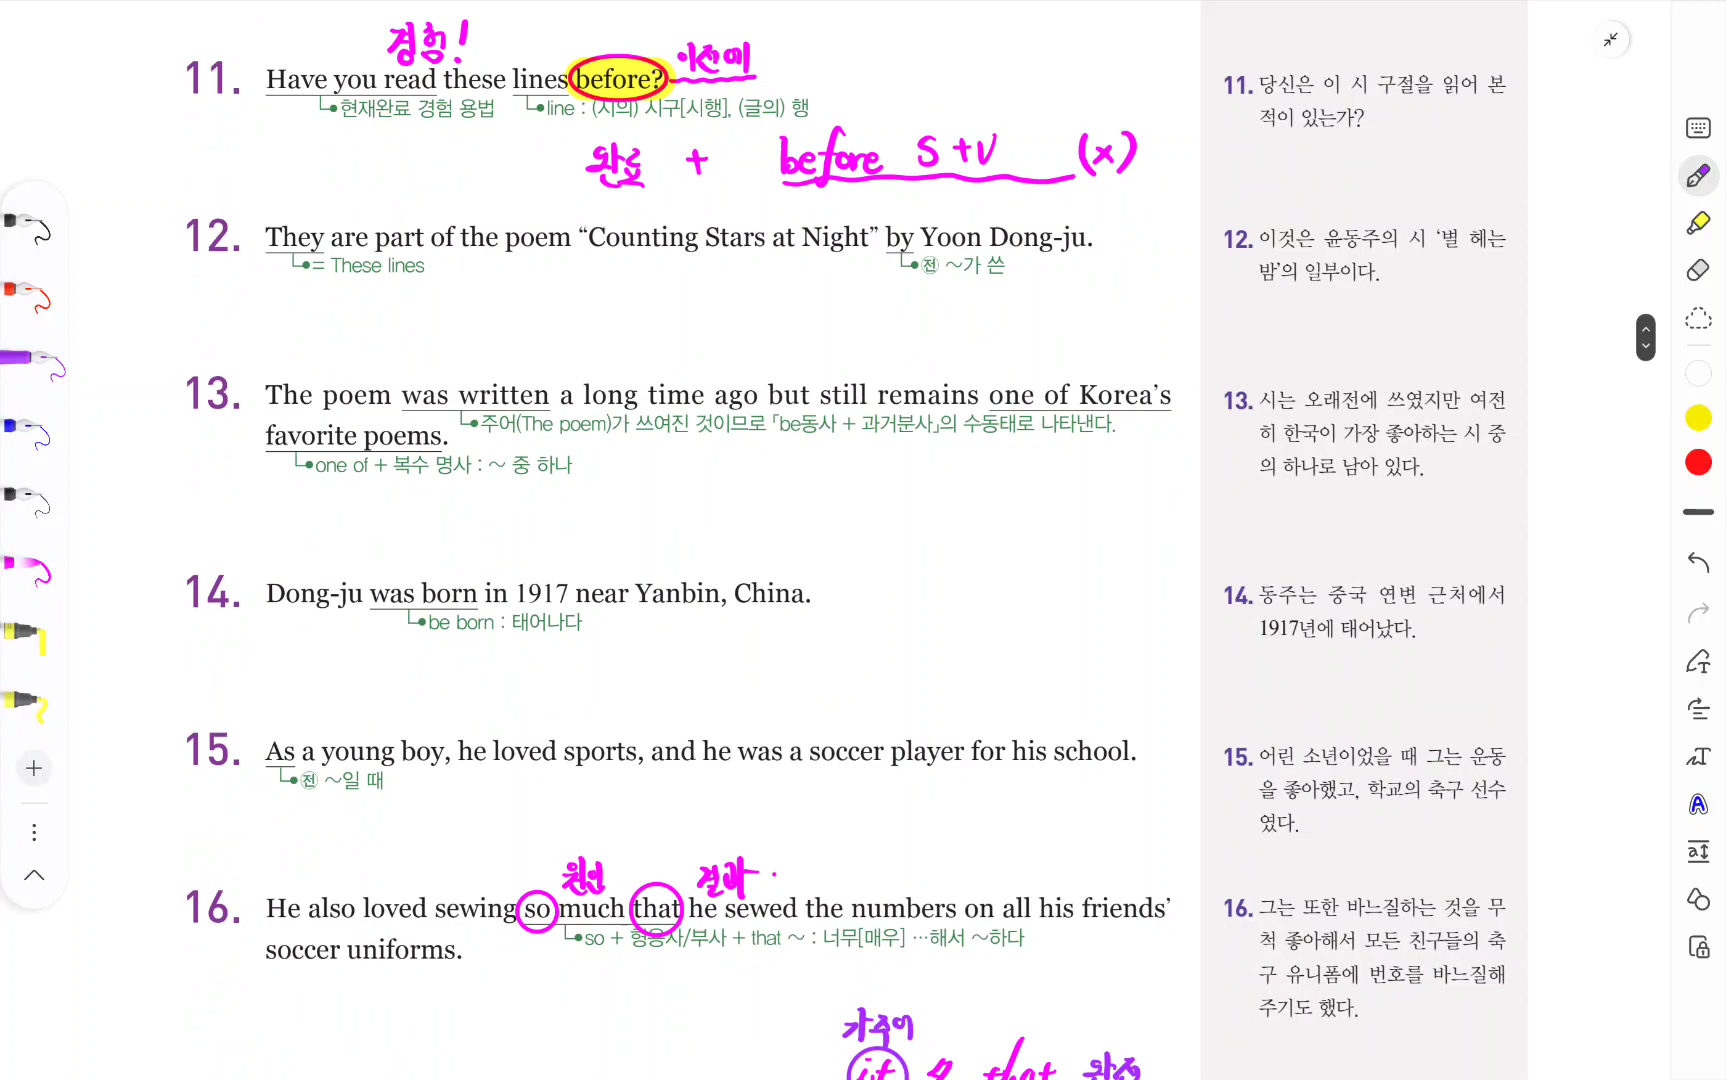 경험!
11. Have you read these lines before? 이전에
현재완료 경험 용법 line : (시의) 시구[시행], (글의) 행
완료 + before S+V (x)
12. They are part of the poem “Counting Stars at Night” by Yoon Dong-ju.
= These lines 전 ~가 쓴
13. The poem was written a long time ago but still remains one of Korea’s
주어(The poem)가 쓰여진 것이므로 「be동사 + 과거분사」의 수동태로 나타낸다.
favorite poems.
one of + 복수 명사 : ~ 중 하나
14. Dong-ju was born in 1917 near Yanbin, China.
be born : 태어나다
15. As a young boy, he loved sports, and he was a soccer player for his school.
전 ~일 때
원인 결과
16. He also loved sewing so much that he sewed the numbers on all his friends’
so + 형용사/부사 + that ~ : 너무[매우] …해서 ~하다
soccer uniforms.
가주어
it that 완전
11. 당신은 이 시 구절을 읽어 본
적이 있는가?
12. 이것은 윤동주의 시 ‘별 헤는
밤’의 일부이다.
13. 시는 오래전에 쓰였지만 여전
히 한국이 가장 좋아하는 시 중
의 하나로 남아 있다.
14. 동주는 중국 연변 근처에서
1917년에 태어났다.
15. 어린 소년이었을 때 그는 운동
을 좋아했고, 학교의 축구 선수
였다.
16. 그는 또한 바느질하는 것을 무
척 좋아해서 모든 친구들의 축
구 유니폼에 번호를 바느질해
주기도 했다.